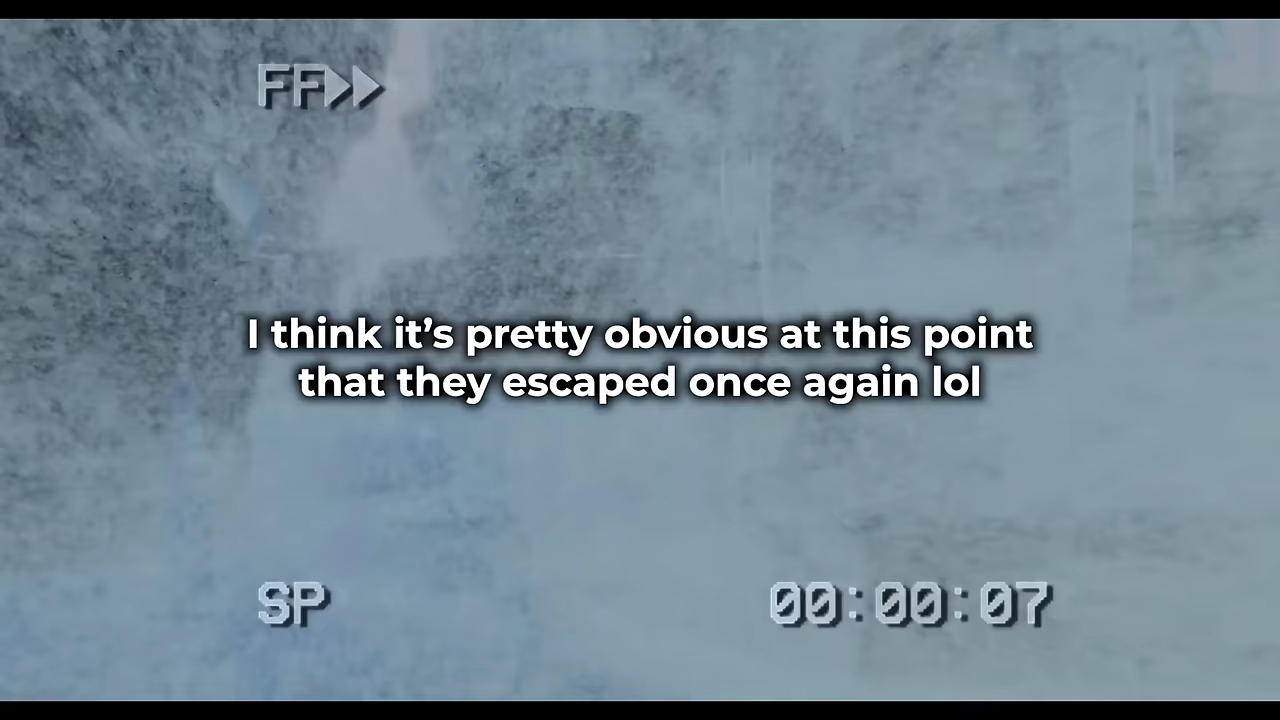 FF
I think it’s pretty obvious at this point
that they escaped once again lol
SP
00:00:07